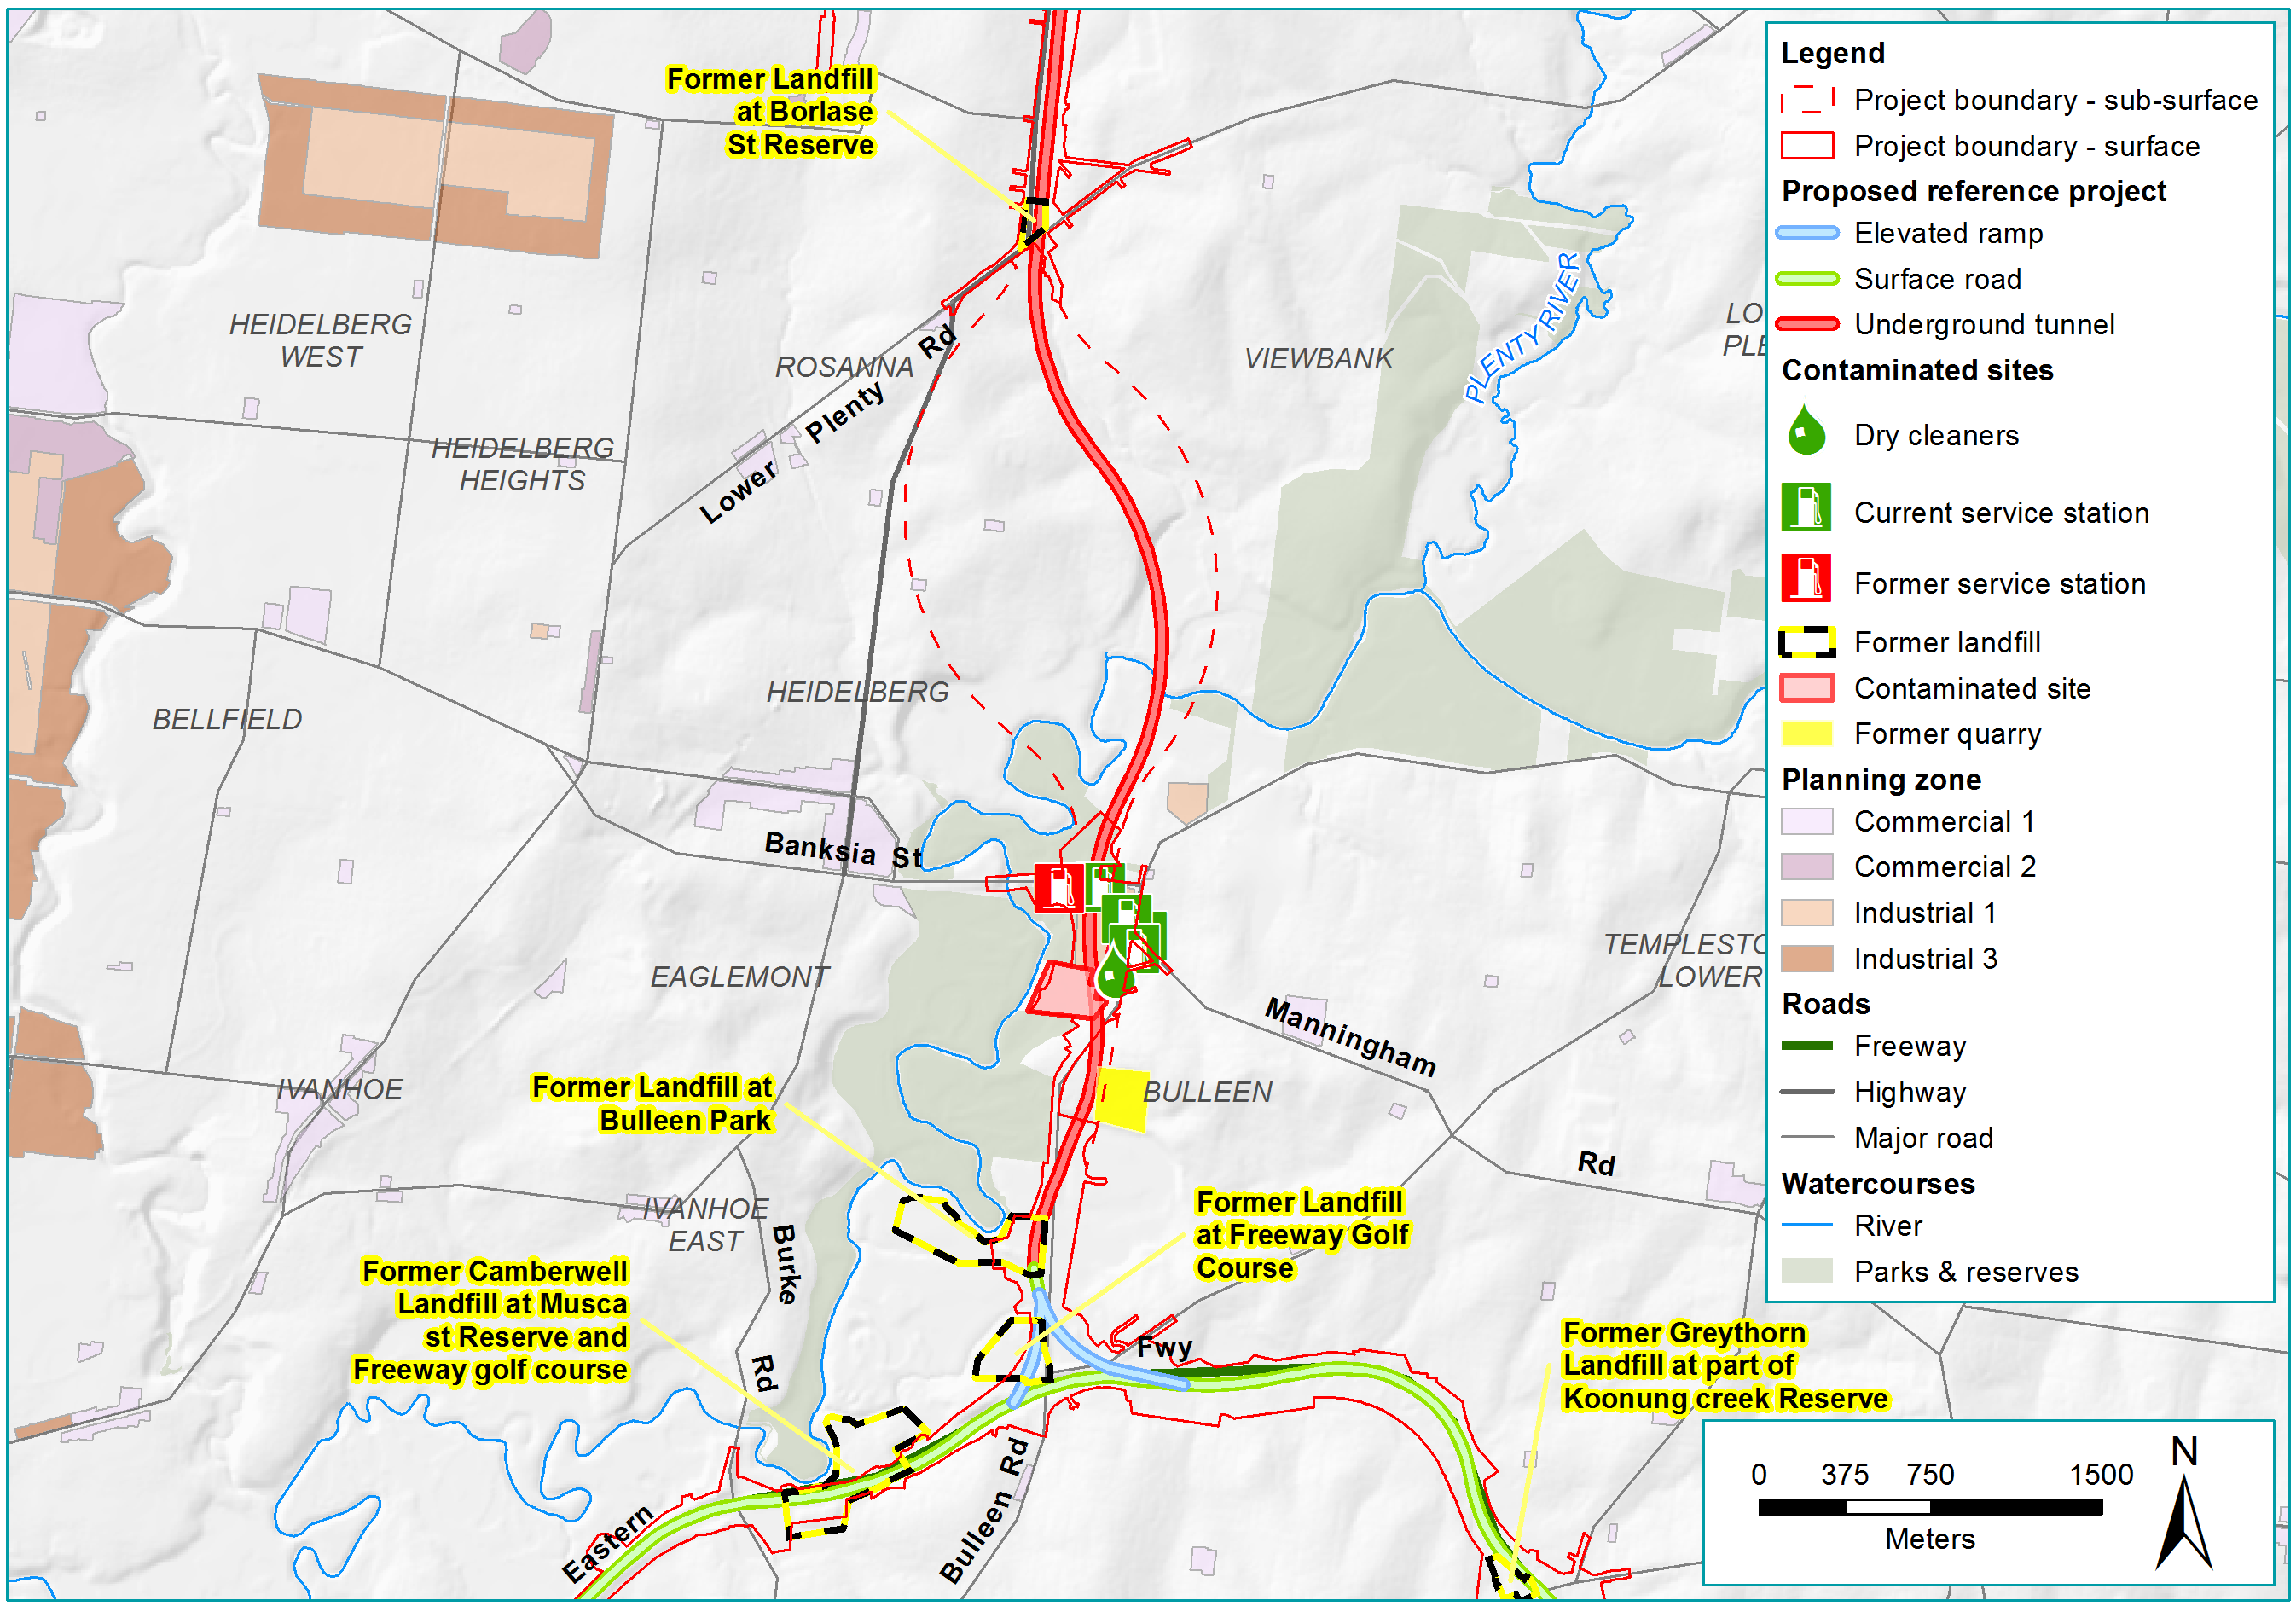 Former Landfill
at Borlase
St Reserve
HEIDELBERG
WEST
ROSANNA
Lower Plenty Rd
VIEWBANK
PLENTY RIVER
LO
PLE
HEIDELBERG
HEIGHTS
HEIDELBERG
BELLFIELD
Banksia St
EAGLEMONT
TEMPLESTO
LOWER
Manningham
Rd
IVANHOE
Former Landfill at
Bulleen Park
BULLEEN
IVANHOE
EAST
Burke
Rd
Former Landfill
at Freeway Golf
Course
Former Camberwell
Landfill at Musca
st Reserve and
Freeway golf course
Fwy
Former Greythorn
Landfill at part of
Koonung creek Reserve
Eastern
Bulleen Rd
Legend
Project boundary - sub-surface
Project boundary - surface
Proposed reference project
Elevated ramp
Surface road
Underground tunnel
Contaminated sites
Dry cleaners
Current service station
Former service station
Former landfill
Contaminated site
Former quarry
Planning zone
Commercial 1
Commercial 2
Industrial 1
Industrial 3
Roads
Freeway
Highway
Major road
Watercourses
River
Parks & reserves
N
0 375 750 1500
Meters